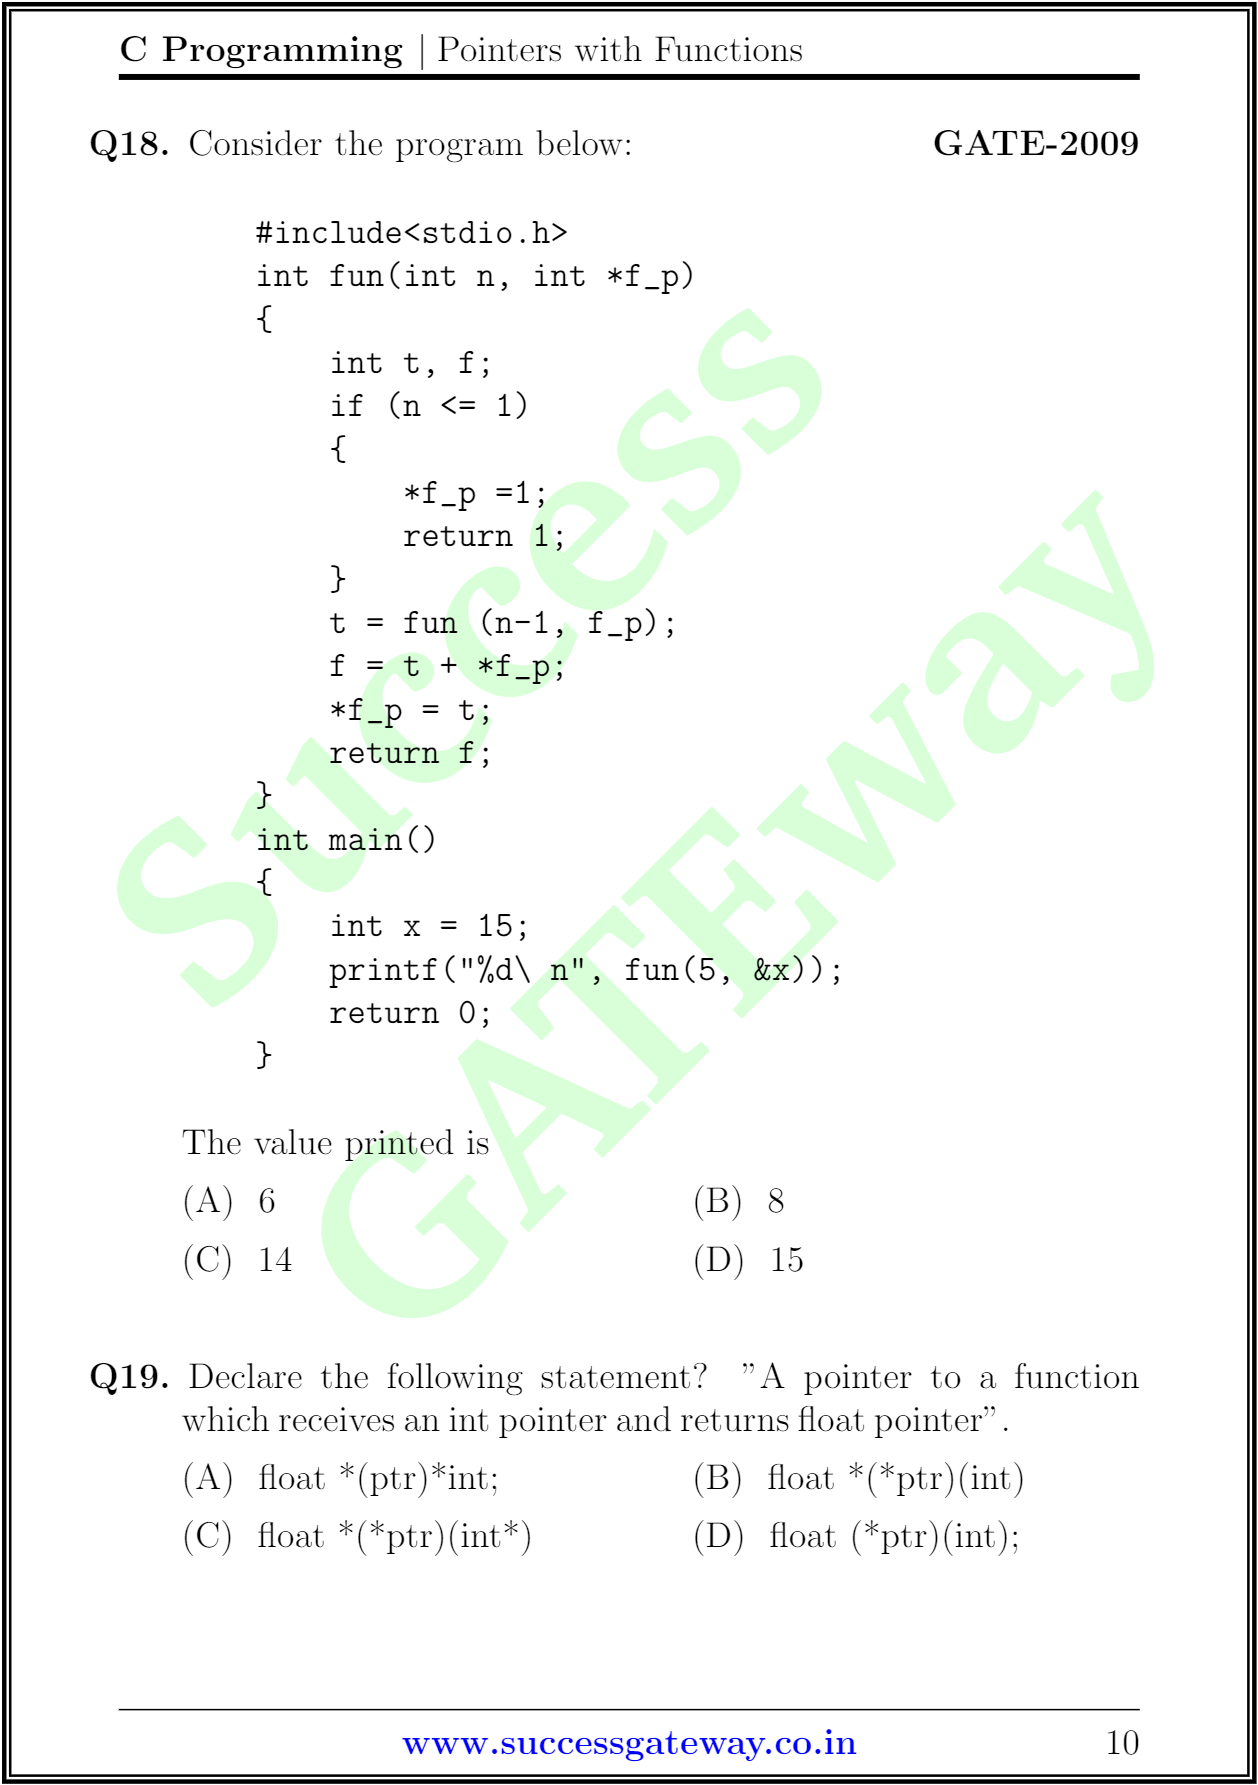 C Programming | Pointers with Functions
Q18. Consider the program below: GATE-2009
#include<stdio.h>
int fun(int n, int *f_p)
{
    int t, f;
    if (n <= 1)
    {
        *f_p =1;
        return 1;
    }
    t = fun (n-1, f_p);
    f = t + *f_p;
    *f_p = t;
    return f;
}
int main()
{
    int x = 15;
    printf("%d\ n", fun(5, &x));
    return 0;
}
The value printed is
(A) 6 (B) 8
(C) 14 (D) 15
Q19. Declare the following statement? ”A pointer to a function
which receives an int pointer and returns float pointer”.
(A) float *(ptr)*int; (B) float *(*ptr)(int)
(C) float *(*ptr)(int*) (D) float (*ptr)(int);
www.successgateway.co.in 10
Success
GATEway